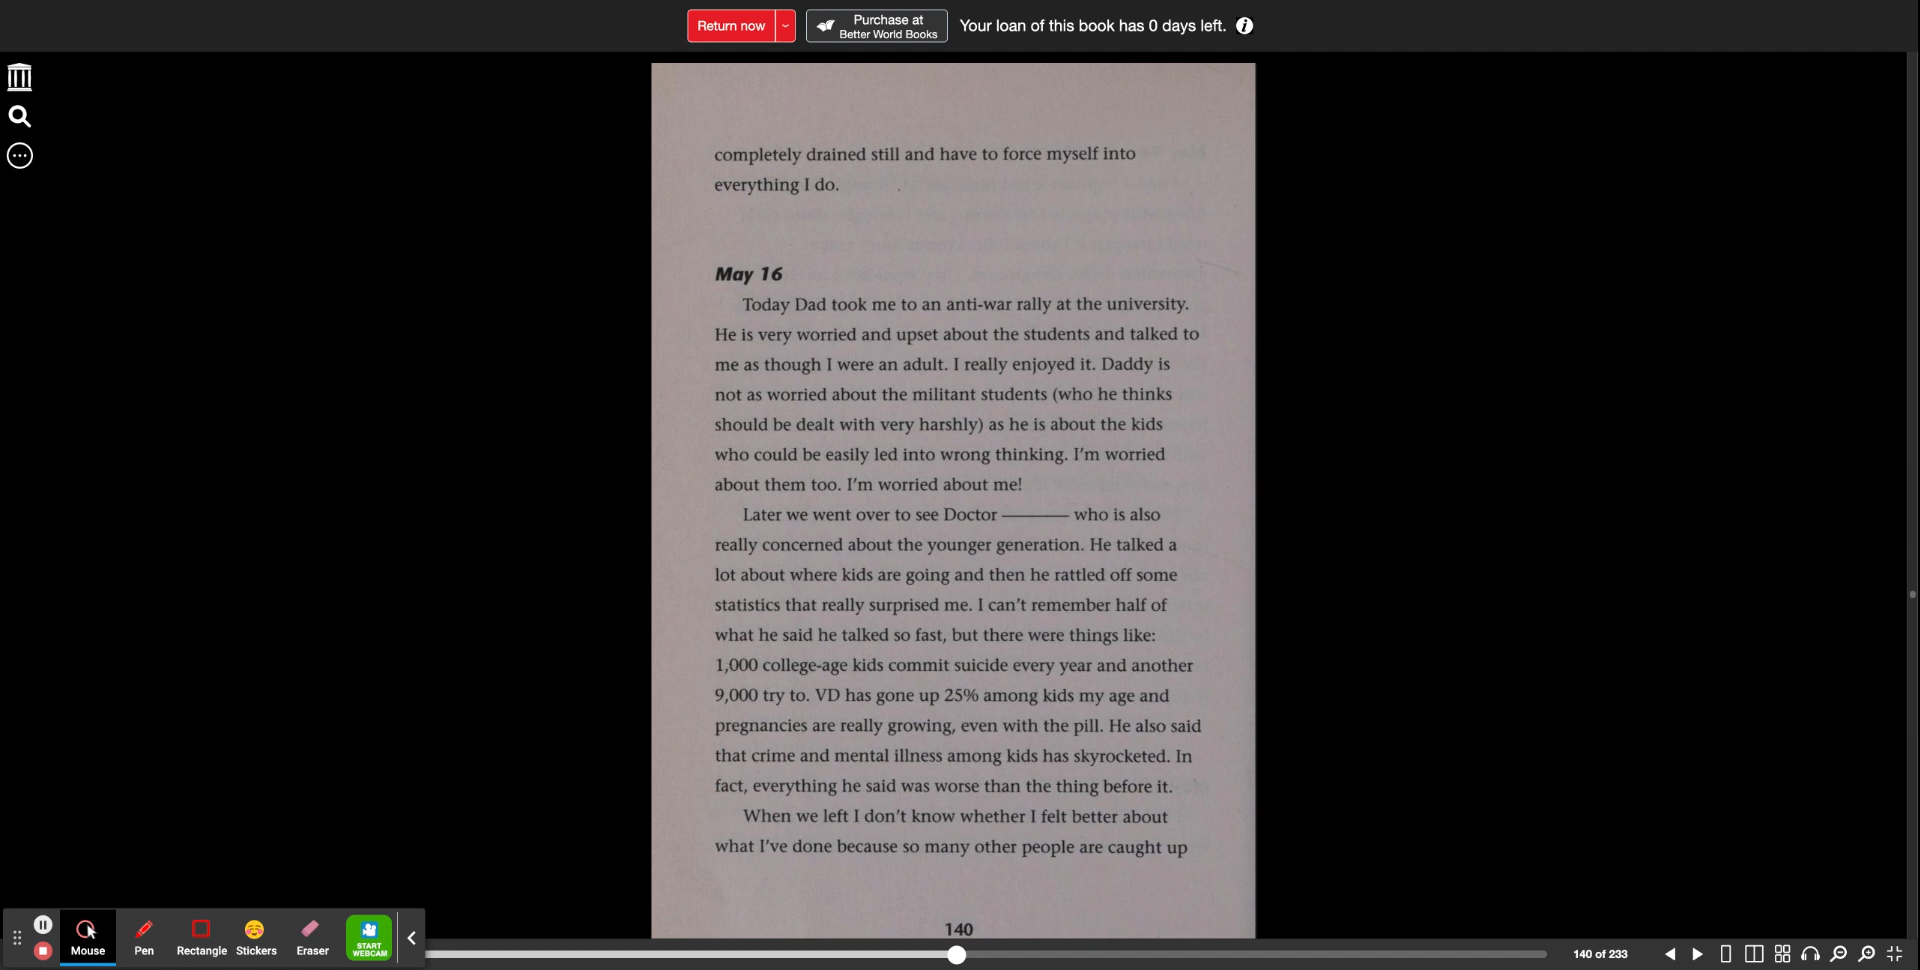 Return now
Purchase at
Better World Books
Your loan of this book has 0 days left.
completely drained still and have to force myself into
everything I do.
May 16
Today Dad took me to an anti-war rally at the university.
He is very worried and upset about the students and talked to
me as though I were an adult. I really enjoyed it. Daddy is
not as worried about the militant students (who he thinks
should be dealt with very harshly) as he is about the kids
who could be easily led into wrong thinking. I'm worried
about them too. I'm worried about me!
Later we went over to see Doctor ——— who is also
really concerned about the younger generation. He talked a
lot about where kids are going and then he rattled off some
statistics that really surprised me. I can't remember half of
what he said he talked so fast, but there were things like:
1,000 college-age kids commit suicide every year and another
9,000 try to. VD has gone up 25% among kids my age and
pregnancies are really growing, even with the pill. He also said
that crime and mental illness among kids has skyrocketed. In
fact, everything he said was worse than the thing before it.
When we left I don't know whether I felt better about
what I've done because so many other people are caught up
140
Mouse
Pen
Rectangle
Stickers
Eraser
START
WEBCAM
140 of 233